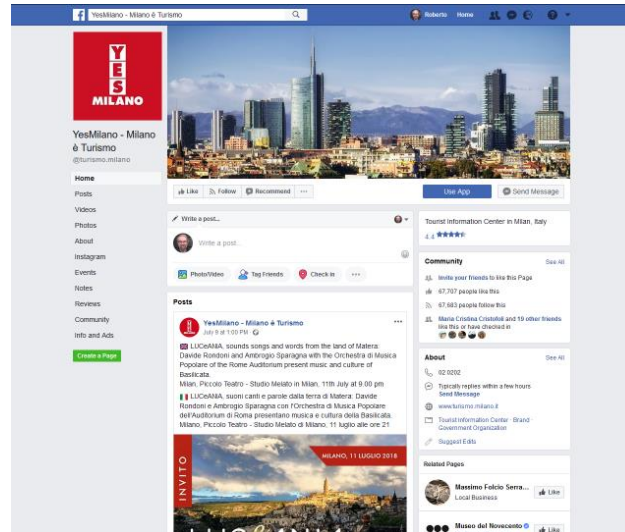 YesMilano - Milano è Turismo
Roberto
Home
YES
MILANO
YesMilano - Milano
è Turismo
@turismo.milano
Home
Posts
Videos
Photos
About
Instagram
Events
Notes
Reviews
Community
Info and Ads
Create a Page
Like
Follow
Recommend
Use App
Send Message
Write a post...
Write a post...
Photo/Video
Tag Friends
Check in
Posts
YesMilano - Milano è Turismo
July 9 at 1:00 PM
LUCeANIA, sounds songs and words from the land of Matera:
Davide Rondoni and Ambrogio Sparagna with the Orchestra di Musica
Popolare of the Rome Auditorium present music and culture of
Basilicata.
Milan, Piccolo Teatro - Studio Melato in Milan, 11th July at 9.00 pm
LUCeANIA, suoni canti e parole dalla terra di Matera: Davide
Rondoni e Ambrogio Sparagna con l'Orchestra di Musica Popolare
dell'Auditorium di Roma presentano musica e cultura della Basilicata.
Milano, Piccolo Teatro - Studio Melato di Milano, 11 luglio alle ore 21
INVITO
MILANO, 11 LUGLIO 2018
Tourist Information Center in Milan, Italy
4.4
Community
See All
Invite your friends to like this Page
67,707 people like this
67,683 people follow this
Maria Cristina Cristofoli and 19 other friends
like this or have checked in
About
See All
02 0202
Typically replies within a few hours
Send Message
www.turismo.milano.it
Tourist Information Center · Brand ·
Government Organization
Suggest Edits
Related Pages
Massimo Folcio Serra...
Local Business
Like
Museo del Novecento
Like